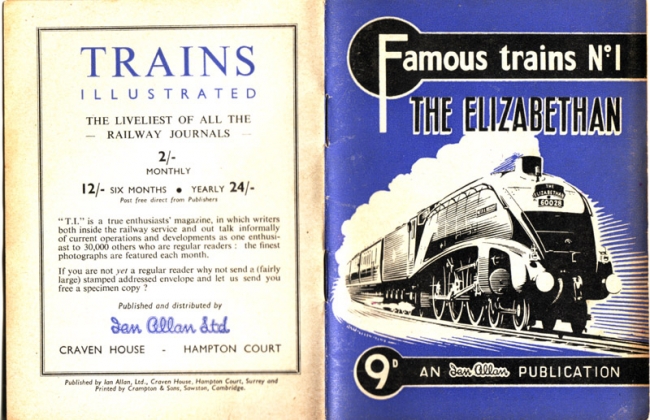 TRAINS
ILLUSTRATED
THE LIVELIEST OF ALL THE
— RAILWAY JOURNALS —
2/-
MONTHLY
12/- SIX MONTHS ● YEARLY 24/-
Post free direct from Publishers
"T.I." is a true enthusiasts' magazine, in which writers
both inside the railway service and out talk informally
of current operations and developments as one enthusi-
ast to 30,000 others who are regular readers : the finest
photographs are featured each month.
If you are not yet a regular reader why not send a (fairly
large) stamped addressed envelope and let us send you
free a specimen copy ?
Published and distributed by
Ian Allan Ltd
CRAVEN HOUSE - HAMPTON COURT
Published by Ian Allan, Ltd., Craven House, Hampton Court, Surrey and
Printed by Crampton & Sons, Sawston, Cambridge.
Famous trains Nº1
THE ELIZABETHAN
THE
ELIZABETHAN
60028
9D AN Ian Allan PUBLICATION